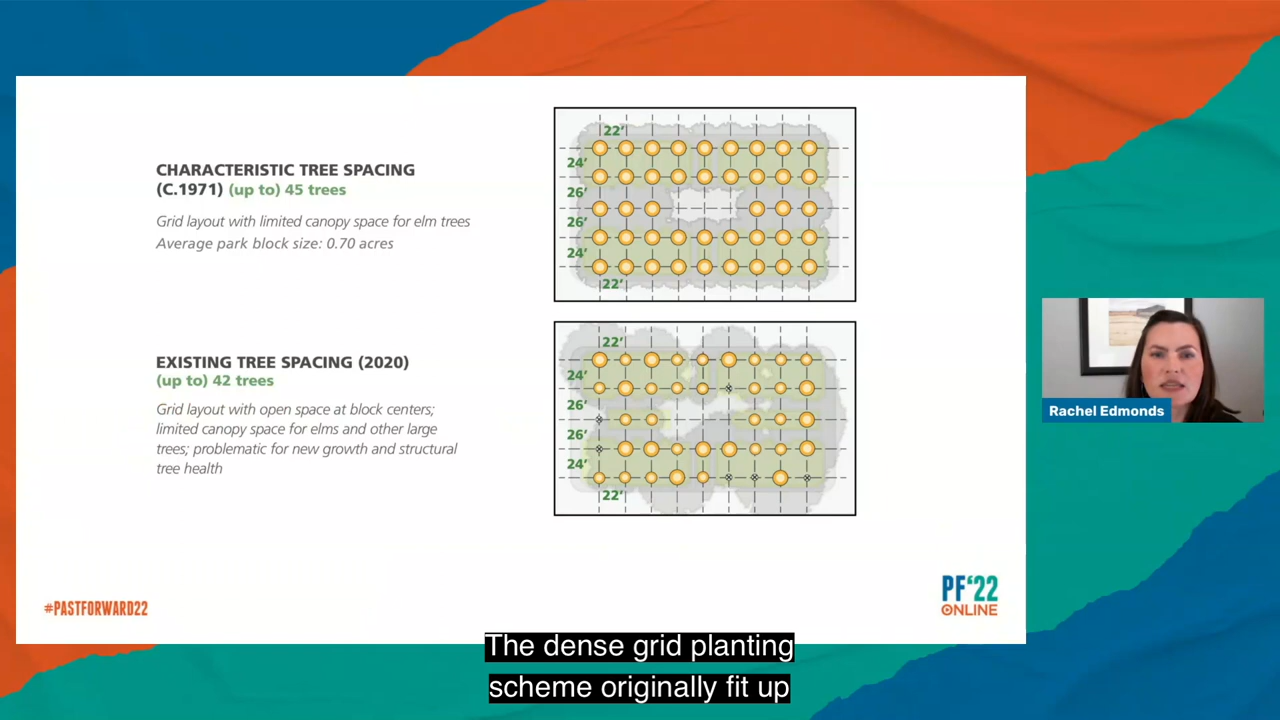 CHARACTERISTIC TREE SPACING
(C.1971) (up to) 45 trees
Grid layout with limited canopy space for elm trees
Average park block size: 0.70 acres
22’
24’
26’
26’
24’
22’
EXISTING TREE SPACING (2020)
(up to) 42 trees
Grid layout with open space at block centers;
limited canopy space for elms and other large
trees; problematic for new growth and structural
tree health
22’
24’
26’
26’
24’
22’
Rachel Edmonds
#PASTFORWARD22
PF‘22
ONLINE
The dense grid planting
scheme originally fit up